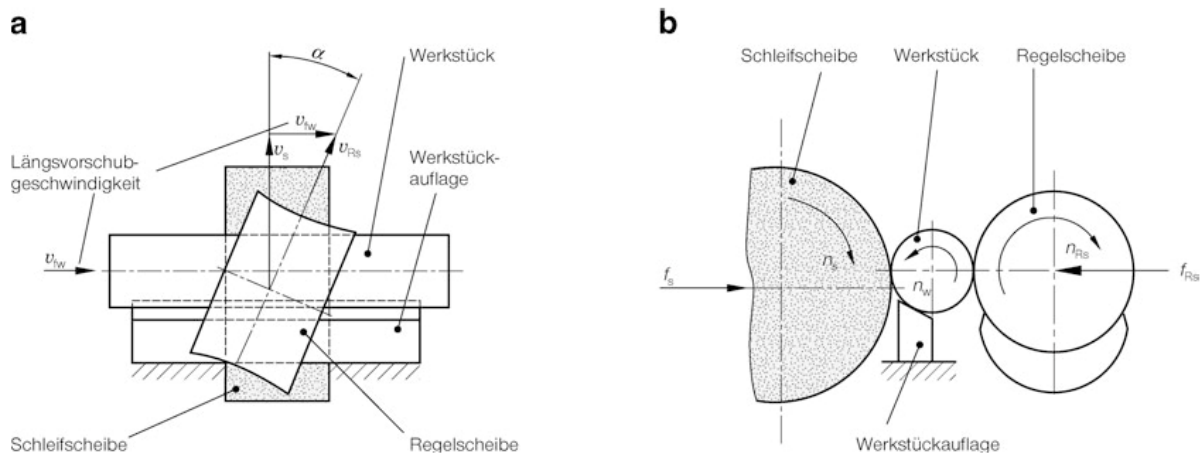 a
α
Werkstück
v_fw
v_s
v_Rs
Längsvorschub-
geschwindigkeit
Werkstück-
auflage
v_fw
Schleifscheibe
Regelscheibe
b
Schleifscheibe
Werkstück
Regelscheibe
n_s
n_w
n_Rs
f_s
f_Rs
Werkstückauflage